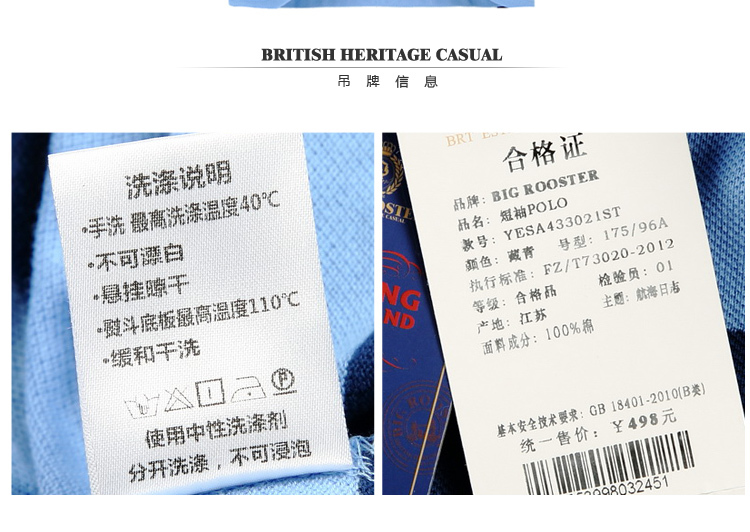 BRITISH HERITAGE CASUAL
吊牌信息
洗涤说明
·手洗 最高洗涤温度40℃
·不可漂白
·悬挂晾干
·熨斗底板最高温度110℃
·缓和干洗
P
使用中性洗涤剂
分开洗涤，不可浸泡
NG
ND
BRT
合格证
品牌: BIG ROOSTER
品名: 短袖POLO
款号: YESA433021ST
颜色: 藏青 号型: 175/96A
执行标准: FZ/T73020-2012
等级: 合格品 检验员: 01
产地: 江苏 主题: 航海日志
面料成分: 100%棉
基本安全技术要求: GB 18401-2010(B类)
统一售价: ¥498元
998032451